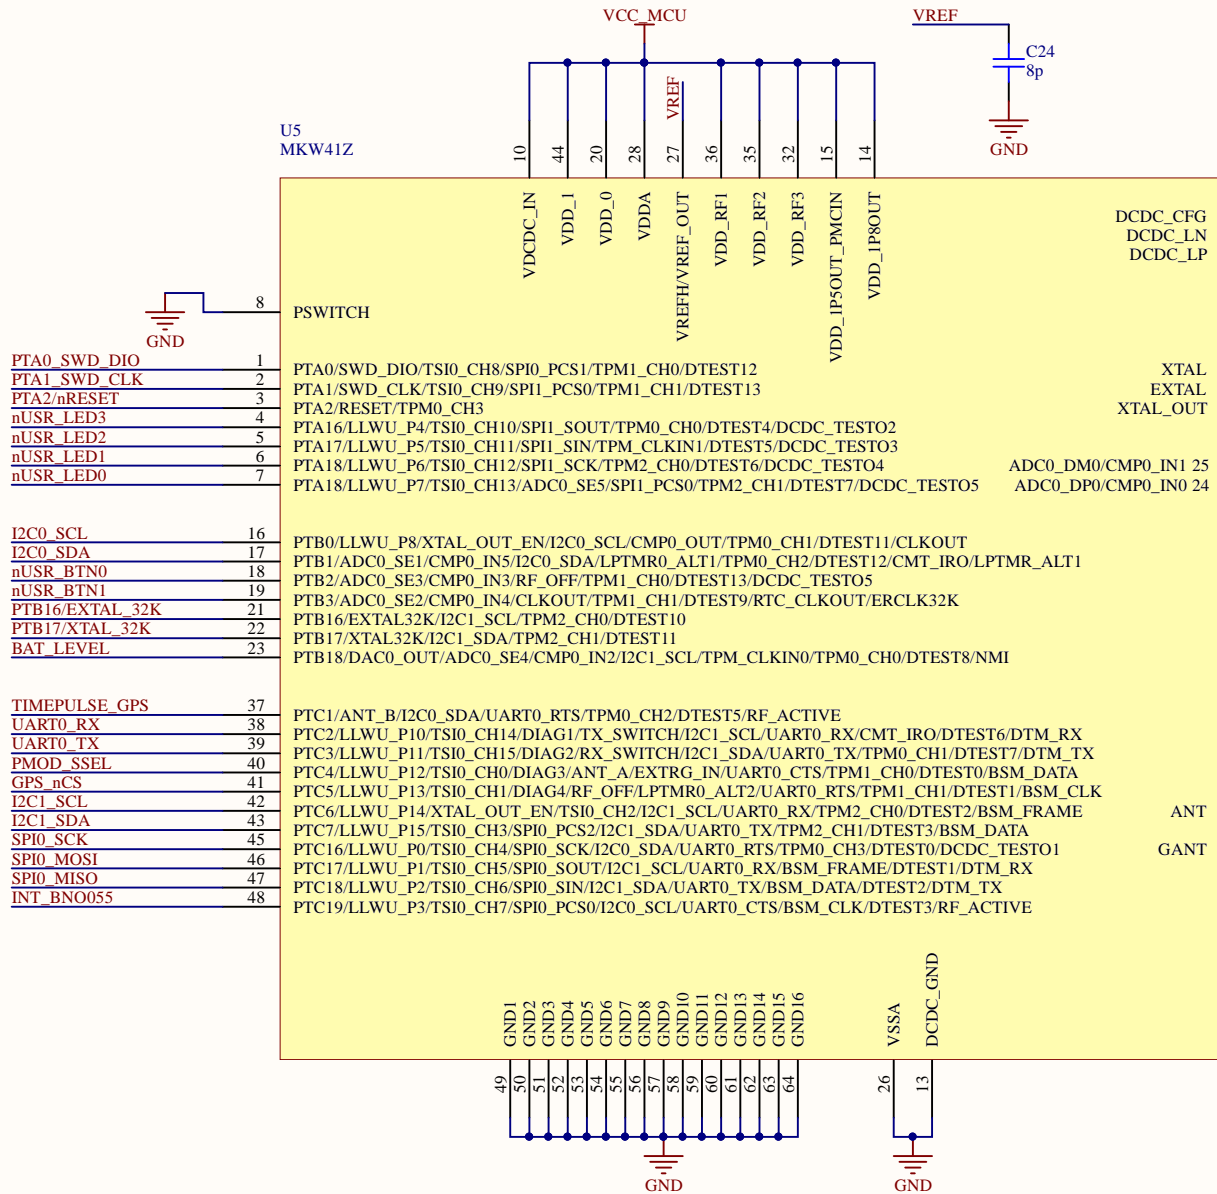 VCC_MCU
VREF
C24
8p
GND
VREF
U5
MKW41Z
10
44
20
28
27
36
35
32
15
14
VDCDC_IN
VDD_1
VDD_0
VDDA
VREFH/VREF_OUT
VDD_RF1
VDD_RF2
VDD_RF3
VDD_1P5OUT_PMCIN
VDD_1P8OUT
DCDC_CFG
DCDC_LN
DCDC_LP
GND
8 PSWITCH
PTA0_SWD_DIO 1 PTA0/SWD_DIO/TSI0_CH8/SPI0_PCS1/TPM1_CH0/DTEST12 XTAL
PTA1_SWD_CLK 2 PTA1/SWD_CLK/TSI0_CH9/SPI1_PCS0/TPM1_CH1/DTEST13 EXTAL
PTA2/nRESET 3 PTA2/RESET/TPM0_CH3 XTAL_OUT
nUSR_LED3 4 PTA16/LLWU_P4/TSI0_CH10/SPI1_SOUT/TPM0_CH0/DTEST4/DCDC_TESTO2
nUSR_LED2 5 PTA17/LLWU_P5/TSI0_CH11/SPI1_SIN/TPM_CLKIN1/DTEST5/DCDC_TESTO3
nUSR_LED1 6 PTA18/LLWU_P6/TSI0_CH12/SPI1_SCK/TPM2_CH0/DTEST6/DCDC_TESTO4 ADC0_DM0/CMP0_IN1 25
nUSR_LED0 7 PTA18/LLWU_P7/TSI0_CH13/ADC0_SE5/SPI1_PCS0/TPM2_CH1/DTEST7/DCDC_TESTO5 ADC0_DP0/CMP0_IN0 24
I2C0_SCL 16 PTB0/LLWU_P8/XTAL_OUT_EN/I2C0_SCL/CMP0_OUT/TPM0_CH1/DTEST11/CLKOUT
I2C0_SDA 17 PTB1/ADC0_SE1/CMP0_IN5/I2C0_SDA/LPTMR0_ALT1/TPM0_CH2/DTEST12/CMT_IRO/LPTMR_ALT1
nUSR_BTN0 18 PTB2/ADC0_SE3/CMP0_IN3/RF_OFF/TPM1_CH0/DTEST13/DCDC_TESTO5
nUSR_BTN1 19 PTB3/ADC0_SE2/CMP0_IN4/CLKOUT/TPM1_CH1/DTEST9/RTC_CLKOUT/ERCLK32K
PTB16/EXTAL_32K 21 PTB16/EXTAL32K/I2C1_SCL/TPM2_CH0/DTEST10
PTB17/XTAL_32K 22 PTB17/XTAL32K/I2C1_SDA/TPM2_CH1/DTEST11
BAT_LEVEL 23 PTB18/DAC0_OUT/ADC0_SE4/CMP0_IN2/I2C1_SCL/TPM_CLKIN0/TPM0_CH0/DTEST8/NMI
TIMEPULSE_GPS 37 PTC1/ANT_B/I2C0_SDA/UART0_RTS/TPM0_CH2/DTEST5/RF_ACTIVE
UART0_RX 38 PTC2/LLWU_P10/TSI0_CH14/DIAG1/TX_SWITCH/I2C1_SCL/UART0_RX/CMT_IRO/DTEST6/DTM_RX
UART0_TX 39 PTC3/LLWU_P11/TSI0_CH15/DIAG2/RX_SWITCH/I2C1_SDA/UART0_TX/TPM0_CH1/DTEST7/DTM_TX
PMOD_SSEL 40 PTC4/LLWU_P12/TSI0_CH0/DIAG3/ANT_A/EXTRG_IN/UART0_CTS/TPM1_CH0/DTEST0/BSM_DATA
GPS_nCS 41 PTC5/LLWU_P13/TSI0_CH1/DIAG4/RF_OFF/LPTMR0_ALT2/UART0_RTS/TPM1_CH1/DTEST1/BSM_CLK
I2C1_SCL 42 PTC6/LLWU_P14/XTAL_OUT_EN/TSI0_CH2/I2C1_SCL/UART0_RX/TPM2_CH0/DTEST2/BSM_FRAME ANT
I2C1_SDA 43 PTC7/LLWU_P15/TSI0_CH3/SPI0_PCS2/I2C1_SDA/UART0_TX/TPM2_CH1/DTEST3/BSM_DATA
SPI0_SCK 45 PTC16/LLWU_P0/TSI0_CH4/SPI0_SCK/I2C0_SDA/UART0_RTS/TPM0_CH3/DTEST0/DCDC_TESTO1 GANT
SPI0_MOSI 46 PTC17/LLWU_P1/TSI0_CH5/SPI0_SOUT/I2C1_SCL/UART0_RX/BSM_FRAME/DTEST1/DTM_RX
SPI0_MISO 47 PTC18/LLWU_P2/TSI0_CH6/SPI0_SIN/I2C1_SDA/UART0_TX/BSM_DATA/DTEST2/DTM_TX
INT_BNO055 48 PTC19/LLWU_P3/TSI0_CH7/SPI0_PCS0/I2C0_SCL/UART0_CTS/BSM_CLK/DTEST3/RF_ACTIVE
GND1
GND2
GND3
GND4
GND5
GND6
GND7
GND8
GND9
GND10
GND11
GND12
GND13
GND14
GND15
GND16
VSSA
DCDC_GND
49
50
51
52
53
54
55
56
57
58
59
60
61
62
63
64
26
13
GND
GND